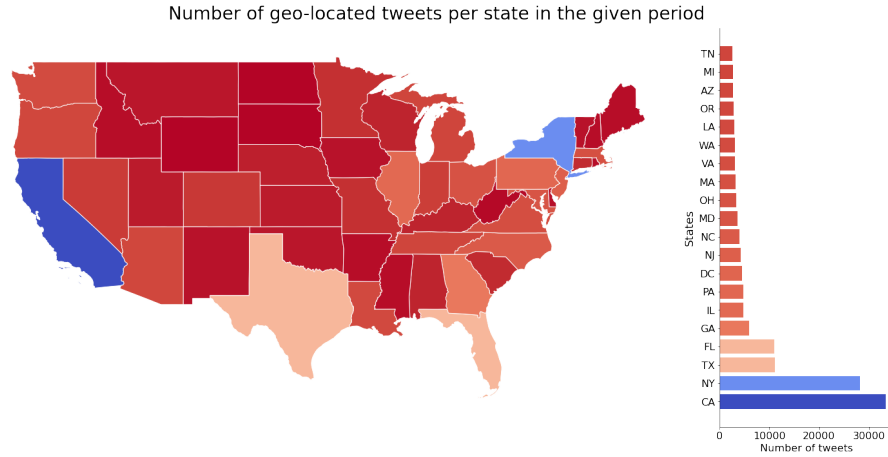 Number of geo-located tweets per state in the given period
TN
MI
AZ
OR
LA
WA
VA
MA
OH
MD
NC
NJ
DC
PA
IL
GA
FL
TX
NY
CA
States
0 10000 20000 30000
Number of tweets